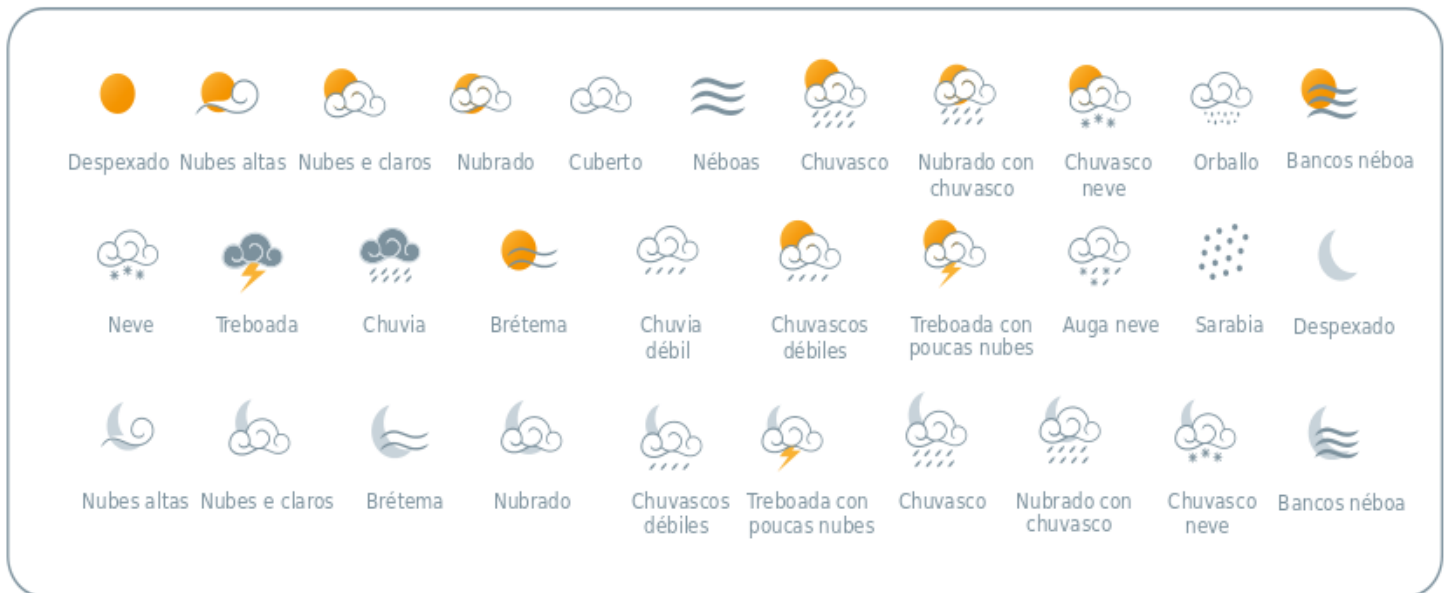 Despexado Nubes altas Nubes e claros Nubrado Cuberto Néboas Chuvasco Nubrado con chuvasco Chuvasco neve Orballo Bancos néboa
Neve Treboada Chuvia Brétema Chuvia débil Chuvascos débiles Treboada con poucas nubes Auga neve Sarabia Despexado
Nubes altas Nubes e claros Brétema Nubrado Chuvascos débiles Treboada con poucas nubes Chuvasco Nubrado con chuvasco Chuvasco neve Bancos néboa